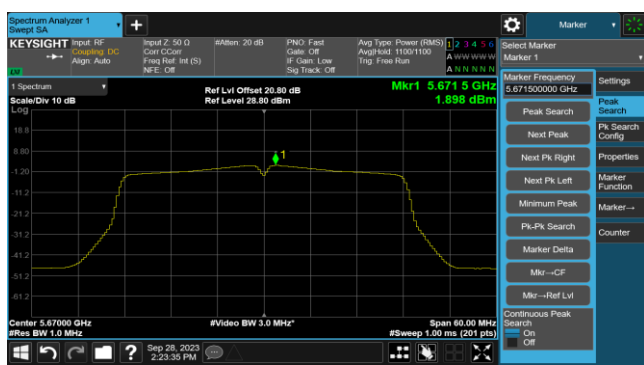 Spectrum Analyzer 1
Swept SA
Marker
KEYSIGHT
Input: RF
Coupling: DC
Align: Auto
Input Z: 50 Ω
Corr CCorr
Freq Ref: Int (S)
NFE: Off
#Atten: 20 dB
PNO: Fast
Gate: Off
IF Gain: Low
Sig Track: Off
Avg Type: Power (RMS)
Avg|Hold: 1100/1100
Trig: Free Run
1 2 3 4 5 6
A W W W W W
A N N N N N
Select Marker
Marker 1
1 Spectrum
Scale/Div 10 dB
Log
Ref Lvl Offset 20.80 dB
Ref Level 28.80 dBm
Mkr1 5.671 5 GHz
1.898 dBm
18.8
8.80
-1.20
-11.2
-21.2
-31.2
-41.2
-51.2
-61.2
1
Center 5.67000 GHz
#Res BW 1.0 MHz
#Video BW 3.0 MHz*
Span 60.00 MHz
#Sweep 1.00 ms (201 pts)
Marker Frequency
5.671500000 GHz
Peak Search
Next Peak
Next Pk Right
Next Pk Left
Minimum Peak
Pk-Pk Search
Marker Delta
Mkr→CF
Mkr→Ref Lvl
Continuous Peak
Search
On
Off
Settings
Peak
Search
Pk Search
Config
Properties
Marker
Function
Marker→
Counter
?
Sep 28, 2023
2:23:35 PM